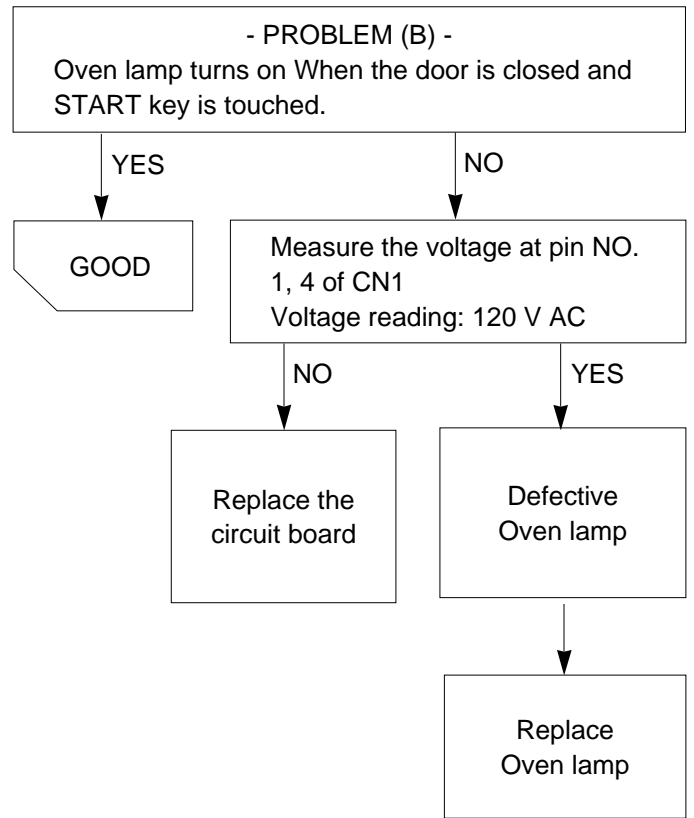 - PROBLEM (B) -
Oven lamp turns on When the door is closed and
START key is touched.
YES
NO
GOOD
Measure the voltage at pin NO.
1, 4 of CN1
Voltage reading: 120 V AC
NO
YES
Replace the
circuit board
Defective
Oven lamp
Replace
Oven lamp